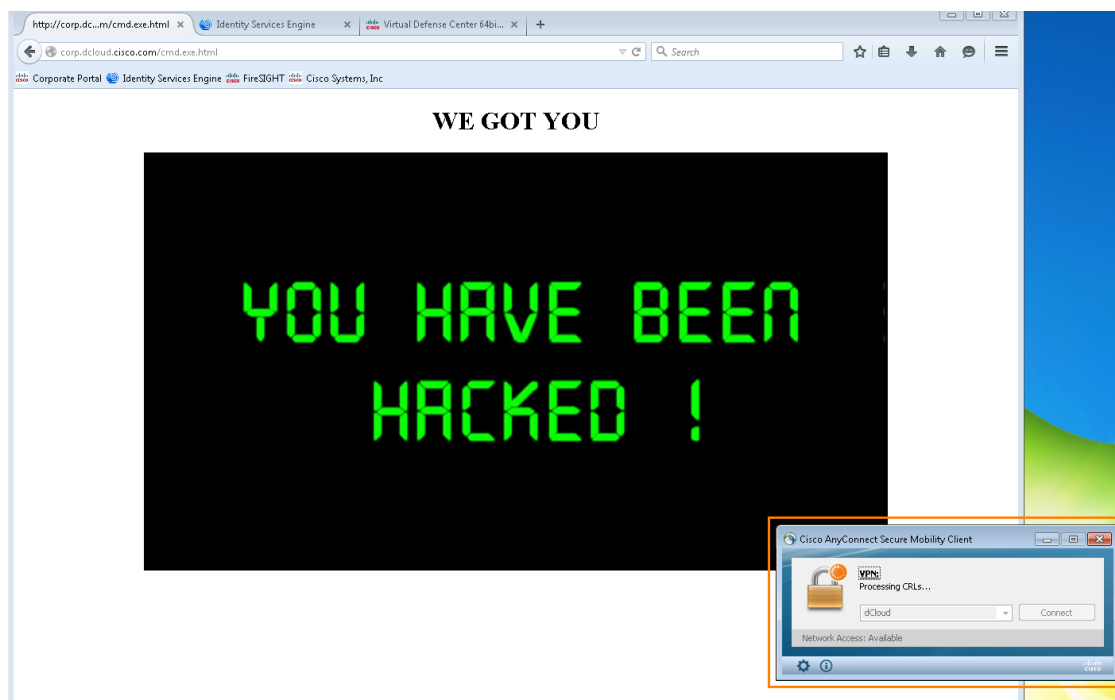 http://corp.dc...m/cmd.exe.html × Identity Services Engine × Virtual Defense Center 64bi... × +
corp.dcloud.cisco.com/cmd.exe.html Search
Corporate Portal Identity Services Engine FireSIGHT Cisco Systems, Inc
WE GOT YOU
YOU HAVE BEEN
HACKED !
Cisco AnyConnect Secure Mobility Client
VPN:
Processing CRLs...
dCloud Connect
Network Access: Available